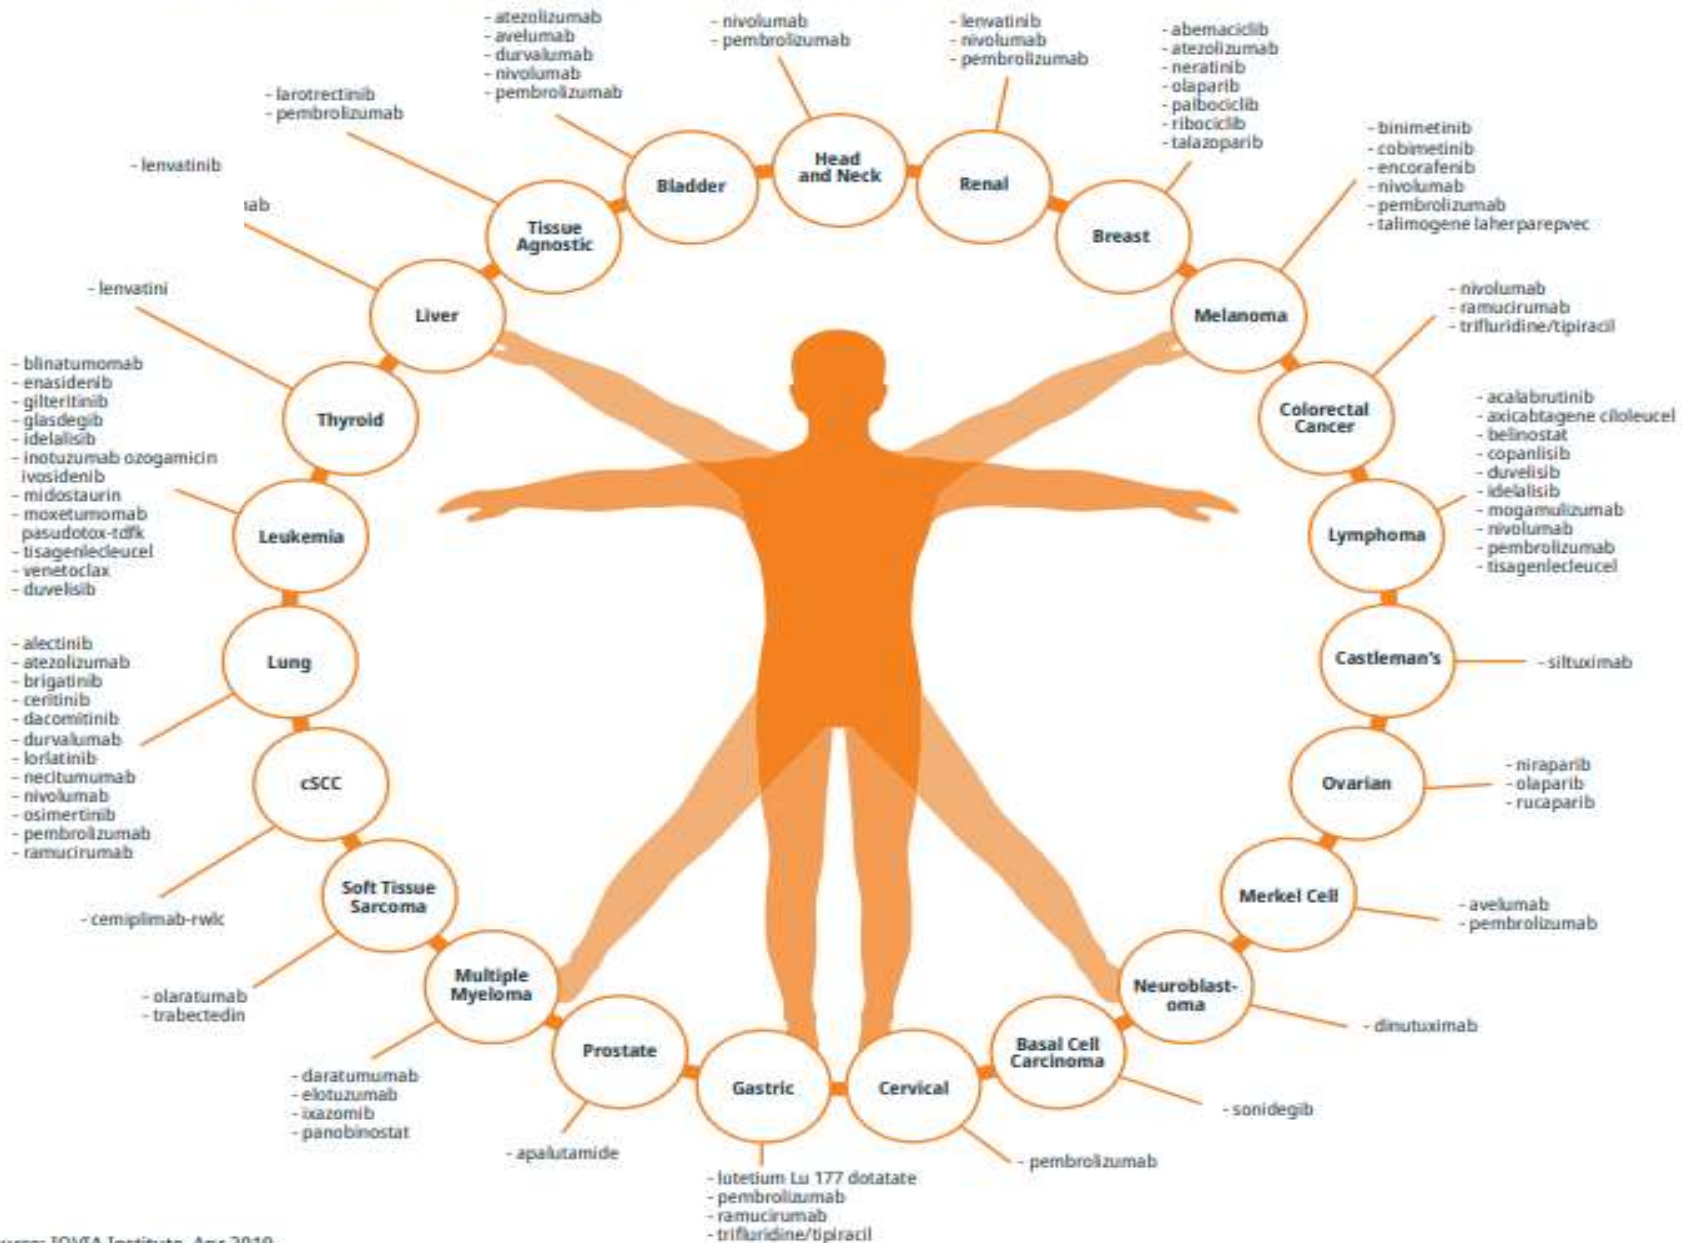 - atezolizumab
- avelumab
- durvalumab
- nivolumab
- pembrolizumab
- nivolumab
- pembrolizumab
- lenvatinib
- nivolumab
- pembrolizumab
- abemaciclib
- atezolizumab
- neratinib
- olaparib
- palbociclib
- ribociclib
- talazoparib
- larotrectinib
- pembrolizumab
- binimetinib
- cobimetinib
- encorafenib
- nivolumab
- pembrolizumab
- talimogene laherparepvec
- lenvatinib
ab
Head
and Neck
Bladder
Renal
Tissue
Agnostic
Breast
Liver
Melanoma
- lenvatini
- nivolumab
- ramucirumab
- trifluridine/tipiracil
Thyroid
Colorectal
Cancer
- blinatumomab
- enasidenib
- gilteritinib
- glasdegib
- idelalisib
- inotuzumab ozogamicin
ivosidenib
- midostaurin
- moxetumomab
pasudotox-tdfk
- tisagenlecleucel
- venetoclax
- duvelisib
- acalabrutinib
- axicabtagene ciloleucel
- belinostat
- copanlisib
- duvelisib
- idelalisib
- mogamulizumab
- nivolumab
- pembrolizumab
- tisagenlecleucel
Leukemia
Lymphoma
- alectinib
- atezolizumab
- brigatinib
- ceritinib
- dacomitinib
- durvalumab
- lorlatinib
- necitumumab
- nivolumab
- osimertinib
- pembrolizumab
- ramucirumab
Lung
Castleman's
- siltuximab
cSCC
Ovarian
- niraparib
- olaparib
- rucaparib
- cemiplimab-rwlc
Soft Tissue
Sarcoma
Merkel Cell
- avelumab
- pembrolizumab
- olaratumab
- trabectedin
Multiple
Myeloma
Neuroblast-
oma
- dinutuximab
- daratumumab
- elotuzumab
- ixazomib
- panobinostat
Prostate
Gastric
Cervical
Basal Cell
Carcinoma
- sonidegib
- apalutamide
- pembrolizumab
- lutetium Lu 177 dotatate
- pembrolizumab
- ramucirumab
- trifluridine/tipiracil
IQVIA Institute, Apr 2019